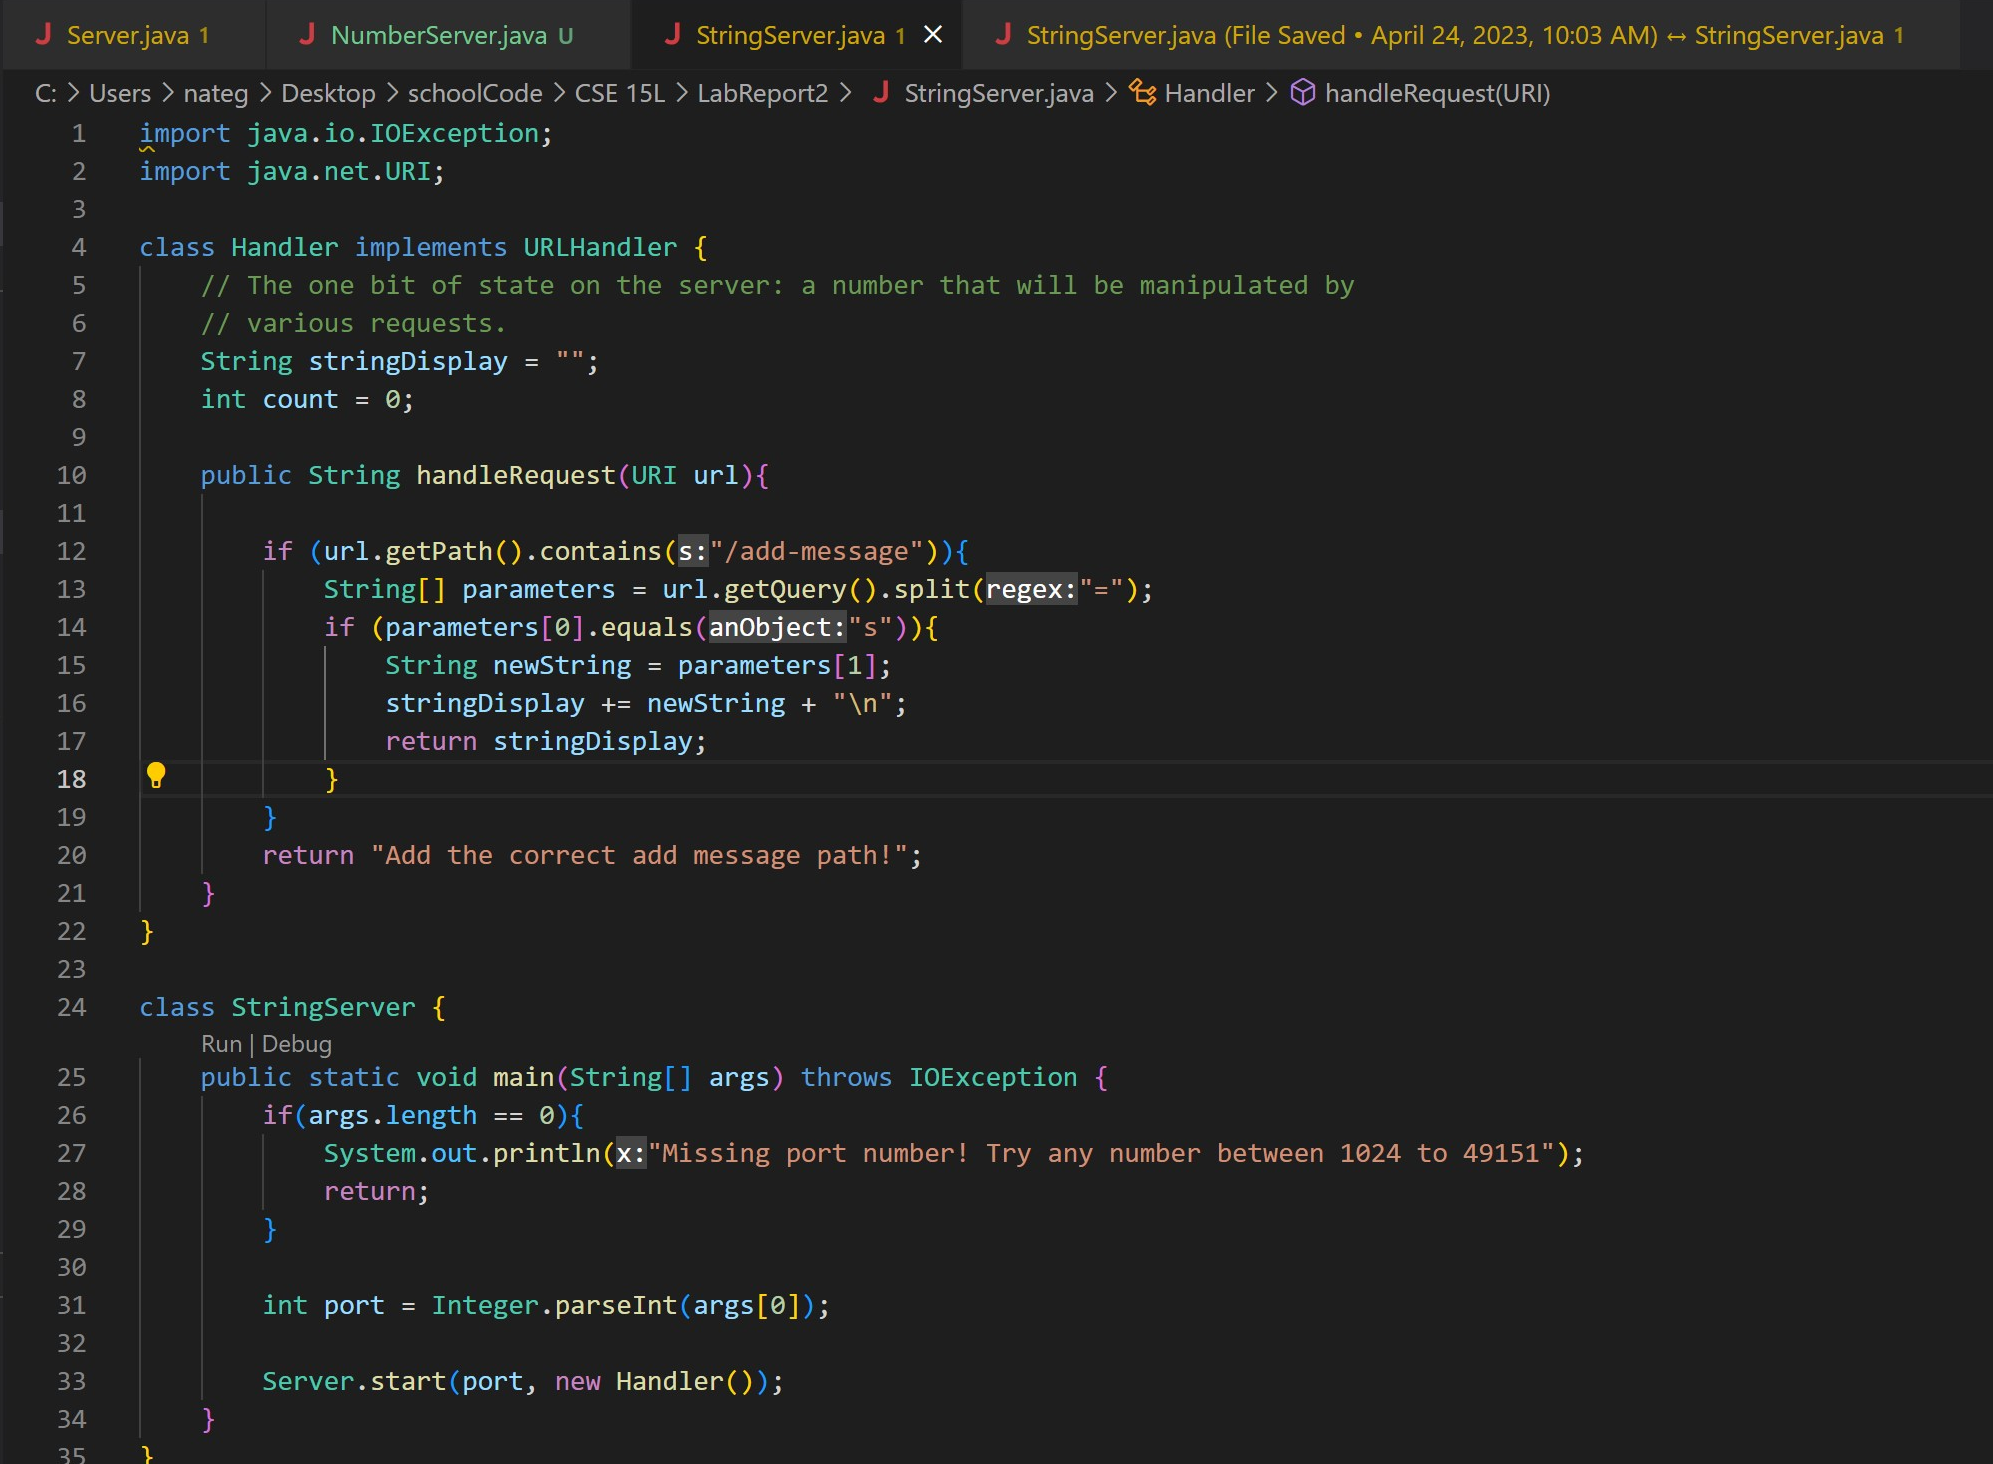 Server.java 1 NumberServer.java U StringServer.java 1 StringServer.java (File Saved • April 24, 2023, 10:03 AM) ↔ StringServer.java 1
C: > Users > nateg > Desktop > schoolCode > CSE 15L > LabReport2 > StringServer.java > Handler > handleRequest(URI)
1 import java.io.IOException;
2 import java.net.URI;
3
4 class Handler implements URLHandler {
5 // The one bit of state on the server: a number that will be manipulated by
6 // various requests.
7 String stringDisplay = "";
8 int count = 0;
9
10 public String handleRequest(URI url){
11
12 if (url.getPath().contains(s:"/add-message")){
13 String[] parameters = url.getQuery().split(regex:"=");
14 if (parameters[0].equals(anObject:"s")){
15 String newString = parameters[1];
16 stringDisplay += newString + "\n";
17 return stringDisplay;
18 }
19 }
20 return "Add the correct add message path!";
21 }
22 }
23
24 class StringServer {
Run | Debug
25 public static void main(String[] args) throws IOException {
26 if(args.length == 0){
27 System.out.println(x:"Missing port number! Try any number between 1024 to 49151");
28 return;
29 }
30
31 int port = Integer.parseInt(args[0]);
32
33 Server.start(port, new Handler());
34 }
35 }